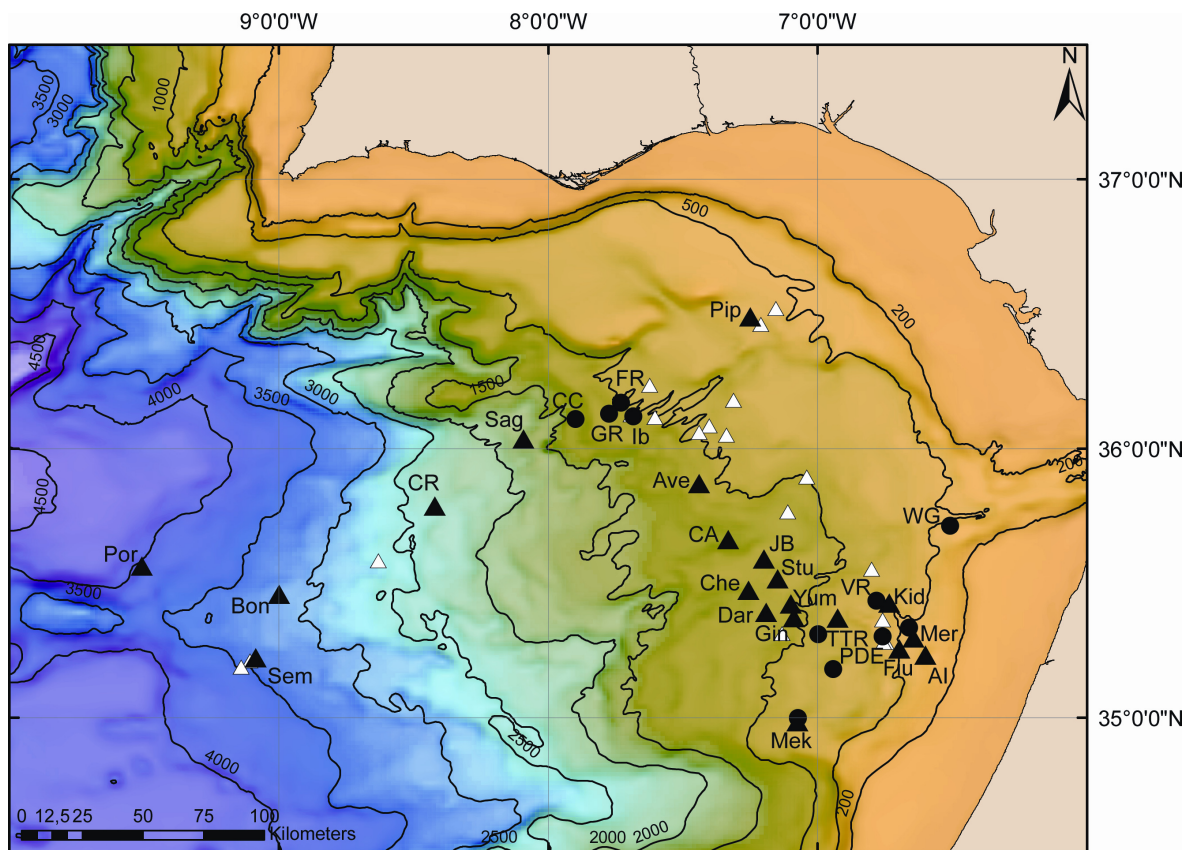 9°0'0"W 8°0'0"W 7°0'0"W
N
3500
3000
1000
37°0'0"N
500
200
Pip
4500
4000
3500
3000
1500
FR
CC
GR
Ib
Sag
36°0'0"N
200
4500
CR
Ave
WG
CA
JB
Por
Stu
3500
Che
VR
Kid
Bon
Yum
Dar
Gin
TTR
Mer
PDE
Flu
Al
Sem
35°0'0"N
Mek
2500
4000
200
0 12,5 25 50 75 100
Kilometers
2500
2000
2000